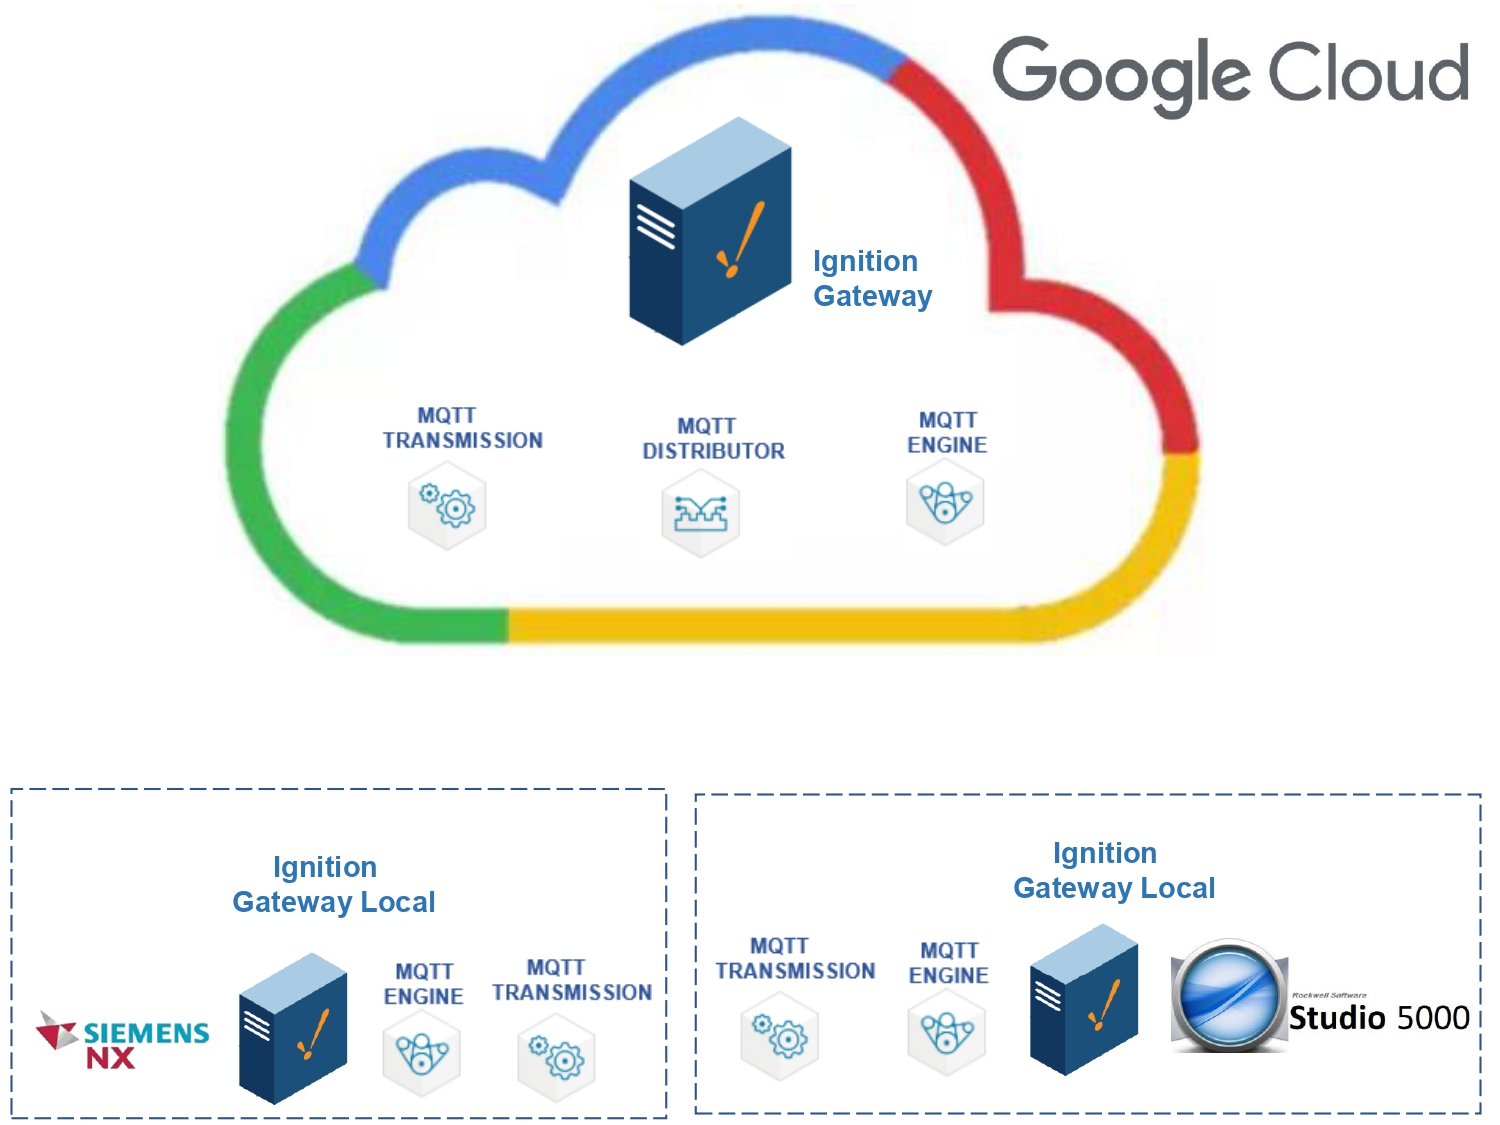 Google Cloud
Ignition
Gateway
MQTT
TRANSMISSION
MQTT
DISTRIBUTOR
MQTT
ENGINE
Ignition
Gateway Local
MQTT
ENGINE
MQTT
TRANSMISSION
SIEMENS
NX
Ignition
Gateway Local
MQTT
TRANSMISSION
MQTT
ENGINE
Rockwell Software
Studio 5000